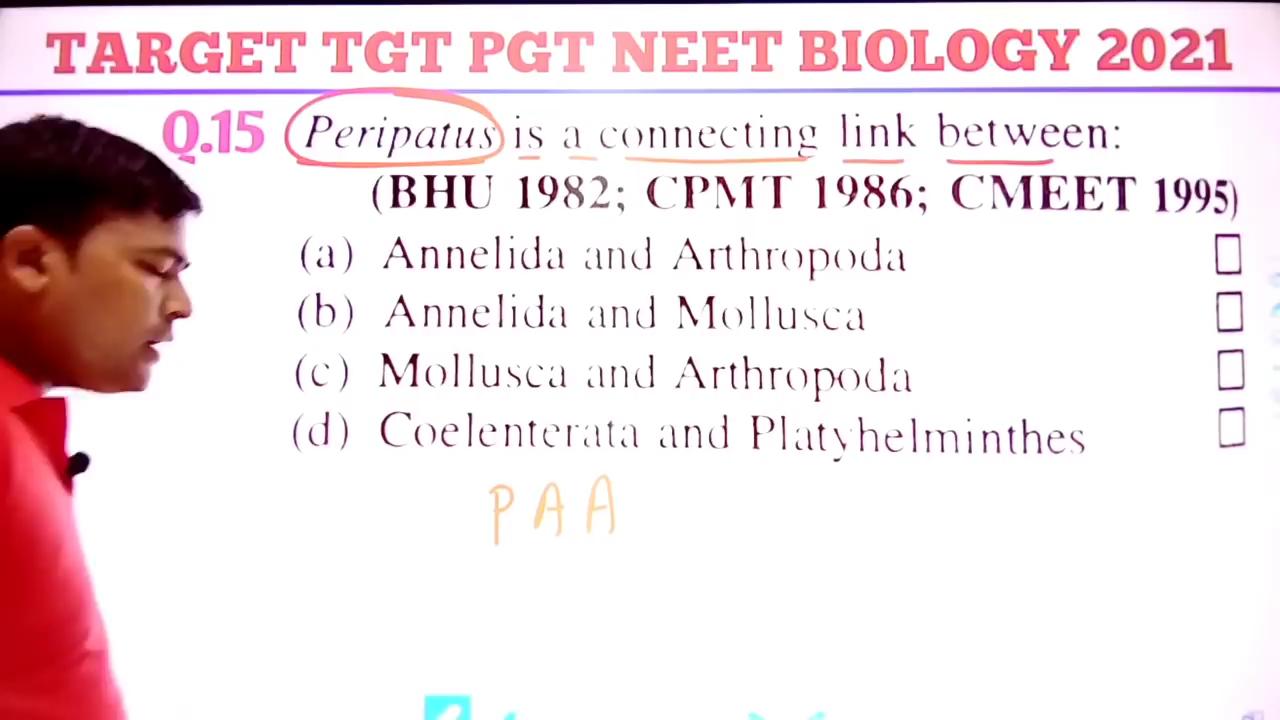 TARGET TGT PGT NEET BIOLOGY 2021
Q.15 Peripatus is a connecting link between:
(BHU 1982; CPMT 1986; CMEET 1995)
(a) Annelida and Arthropoda
(b) Annelida and Mollusca
(c) Mollusca and Arthropoda
(d) Coelenterata and Platyhelminthes
P A A